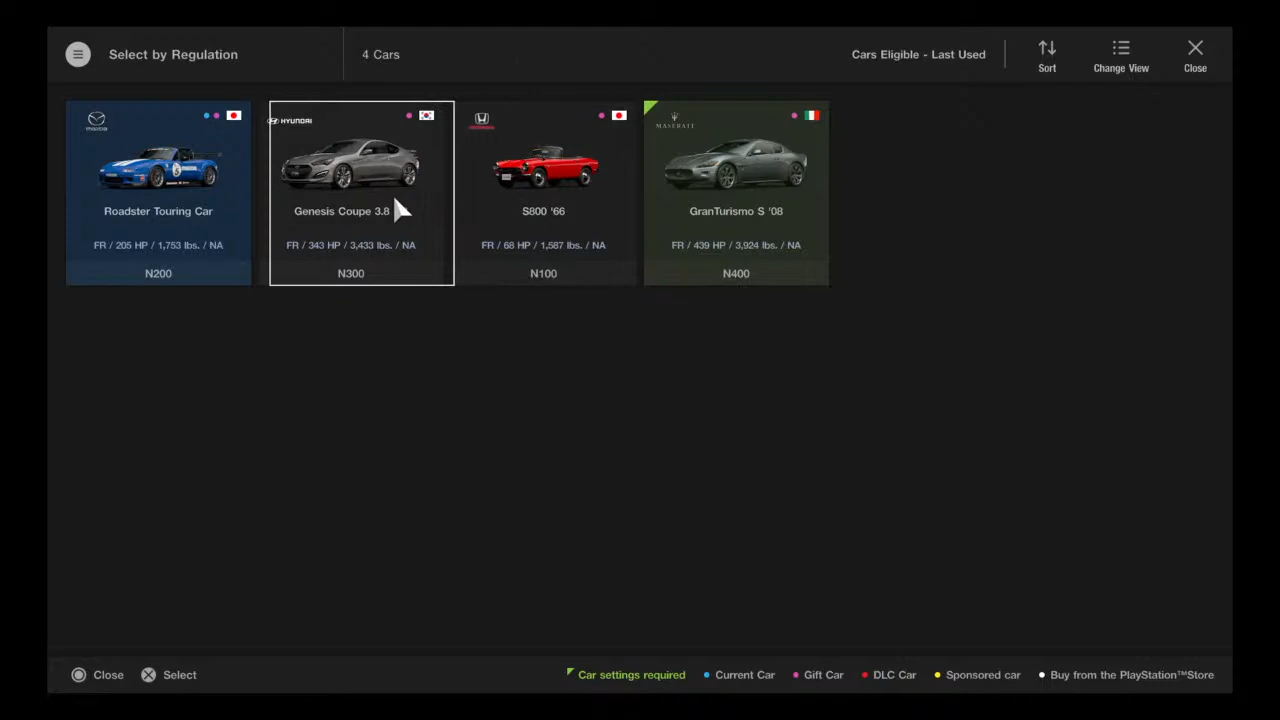 Select by Regulation
4 Cars
Cars Eligible - Last Used
Sort
Change View
Close
mazda
Roadster Touring Car
FR / 205 HP / 1,753 lbs. / NA
N200
HYUNDAI
Genesis Coupe 3.8
FR / 343 HP / 3,433 lbs. / NA
N300
S800 '66
FR / 68 HP / 1,587 lbs. / NA
N100
MASERATI
GranTurismo S '08
FR / 439 HP / 3,924 lbs. / NA
N400
Close
Select
Car settings required
Current Car
Gift Car
DLC Car
Sponsored car
Buy from the PlayStation™Store